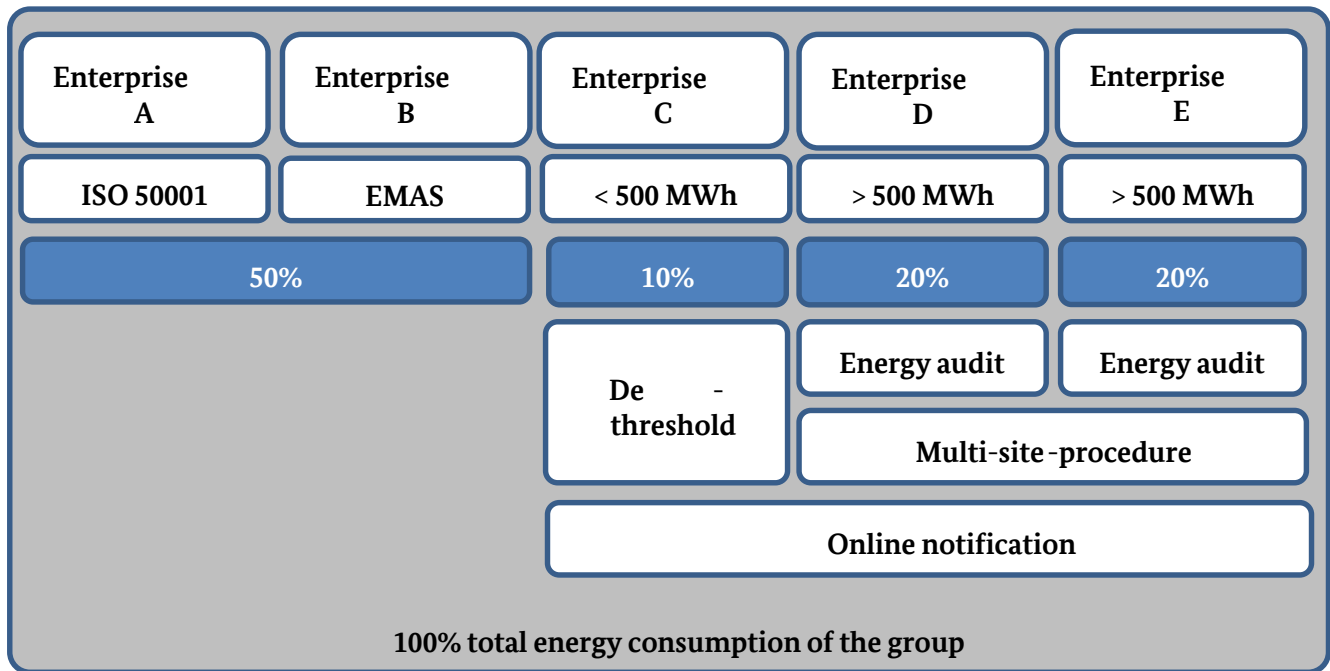 Enterprise
A
Enterprise
B
Enterprise
C
Enterprise
D
Enterprise
E
ISO 50001
EMAS
< 500 MWh
> 500 MWh
> 500 MWh
50%
10%
20%
20%
De -
threshold
Energy audit
Energy audit
Multi-site-procedure
Online notification
100% total energy consumption of the group